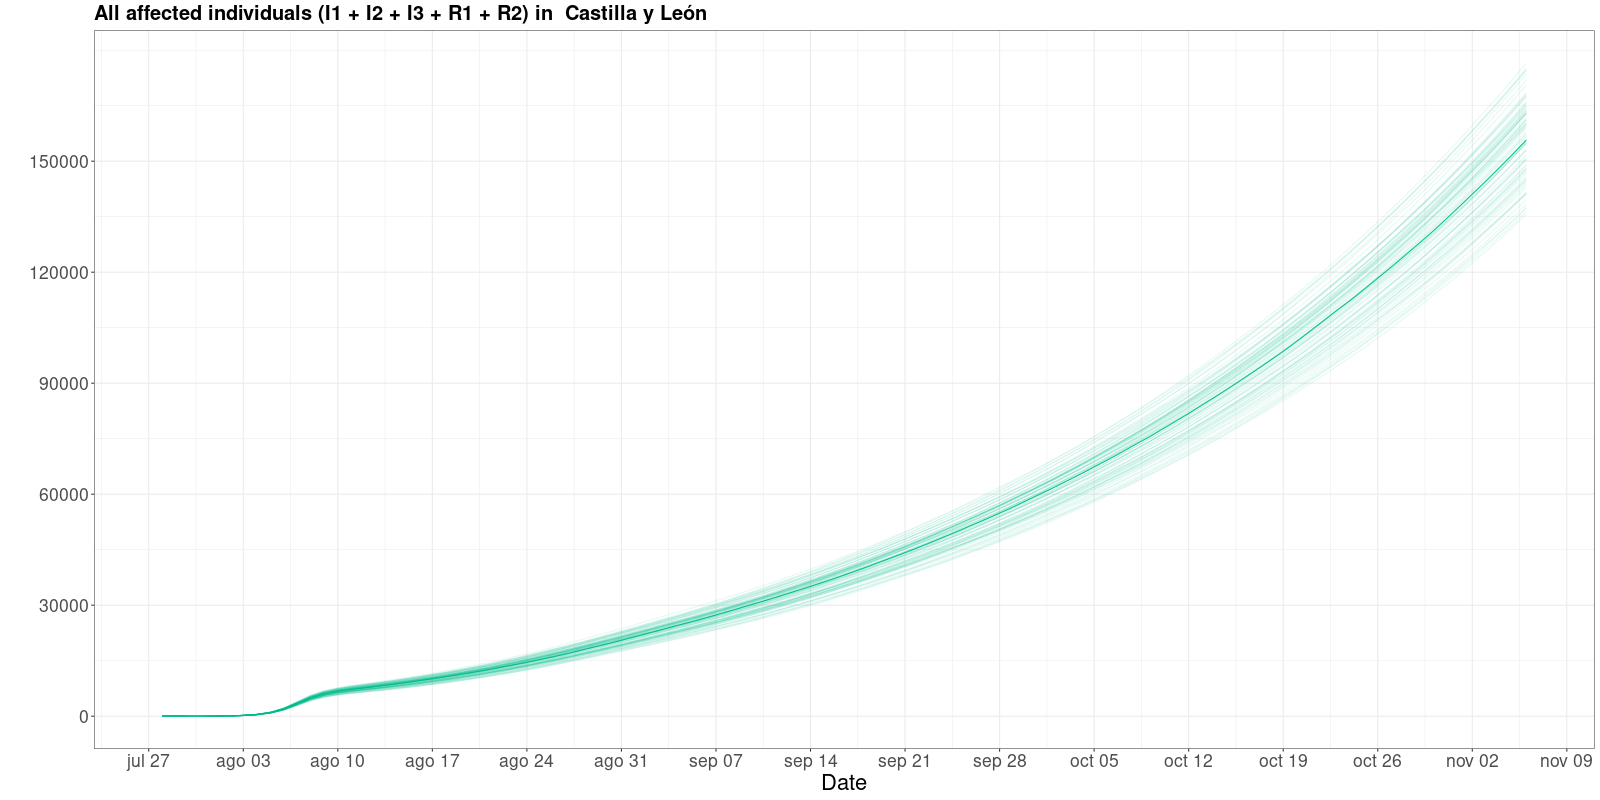 All affected individuals (I1 + I2 + I3 + R1 + R2) in  Castilla y León
150000
120000
90000
60000
30000
0
jul 27 ago 03 ago 10 ago 17 ago 24 ago 31 sep 07 sep 14 sep 21 sep 28 oct 05 oct 12 oct 19 oct 26 nov 02 nov 09
Date